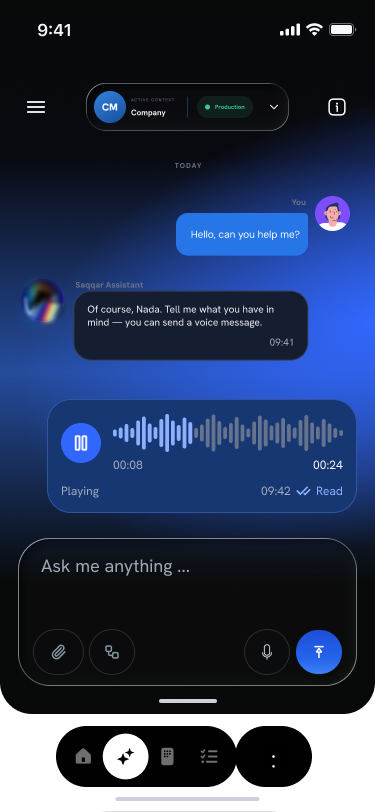 9:41
CM
ACTIVE CONTEXT
Company
Production
TODAY
You
Hello, can you help me?
Saqqar Assistant
Of course, Nada. Tell me what you have in
mind — you can send a voice message.
09:41
00:08
00:24
Playing
09:42
Read
Ask me anything ...